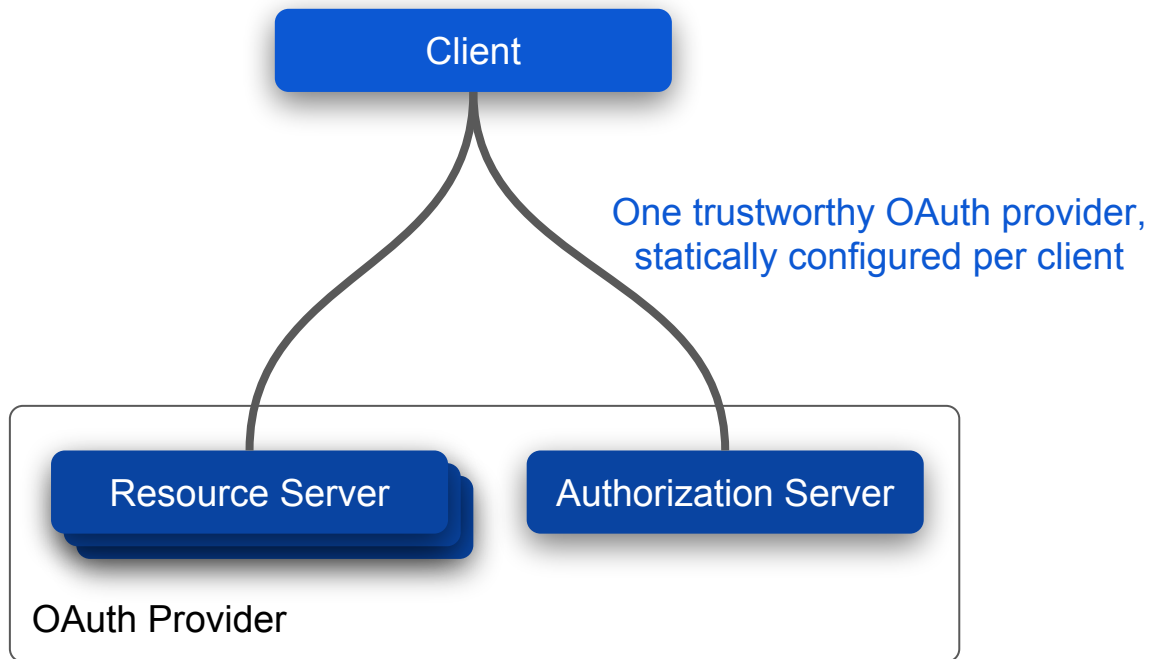 Client
One trustworthy OAuth provider,
statically configured per client
Resource Server
Authorization Server
OAuth Provider